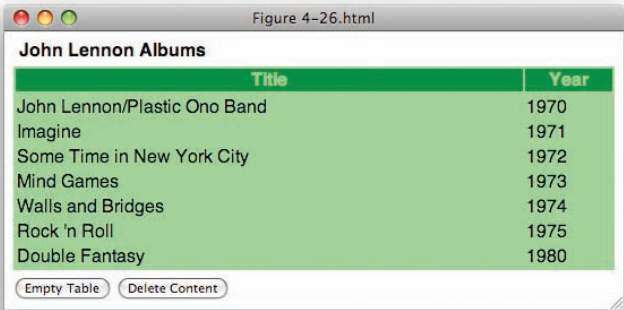 Figure 4-26.html
John Lennon Albums
Title Year
John Lennon/Plastic Ono Band 1970
Imagine 1971
Some Time in New York City 1972
Mind Games 1973
Walls and Bridges 1974
Rock 'n Roll 1975
Double Fantasy 1980
Empty Table Delete Content